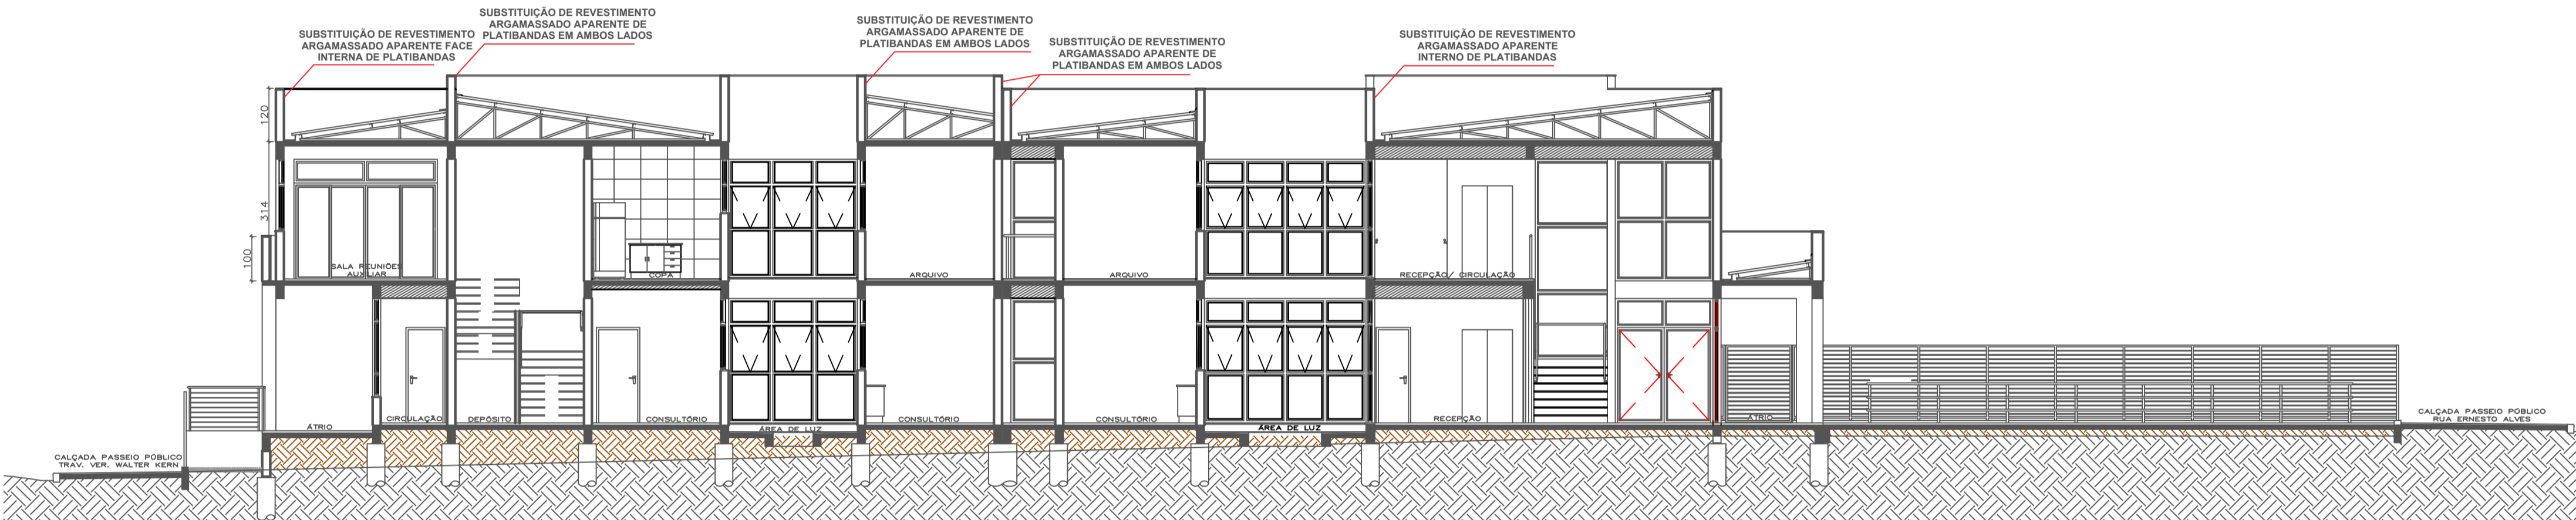 SUBSTITUIÇÃO DE REVESTIMENTO
ARGAMASSADO APARENTE FACE
INTERNA DE PLATIBANDAS
SUBSTITUIÇÃO DE REVESTIMENTO
ARGAMASSADO APARENTE DE
PLATIBANDAS EM AMBOS LADOS
SUBSTITUIÇÃO DE REVESTIMENTO
ARGAMASSADO APARENTE DE
PLATIBANDAS EM AMBOS LADOS
SUBSTITUIÇÃO DE REVESTIMENTO
ARGAMASSADO APARENTE DE
PLATIBANDAS EM AMBOS LADOS
SUBSTITUIÇÃO DE REVESTIMENTO
ARGAMASSADO APARENTE
INTERNO DE PLATIBANDAS
120
314
100
SALA REUNIÕES
AUXILIAR
COPA
ARQUIVO
ARQUIVO
RECEPÇÃO/ CIRCULAÇÃO
ÁTRIO
CIRCULAÇÃO
DEPÓSITO
CONSULTÓRIO
ÁREA DE LUZ
CONSULTÓRIO
CONSULTÓRIO
ÁREA DE LUZ
RECEPÇÃO
ÁTRIO
CALÇADA PASSEIO PÚBLICO
TRAV. VER. WALTER KERN
CALÇADA PASSEIO PÚBLICO
RUA ERNESTO ALVES